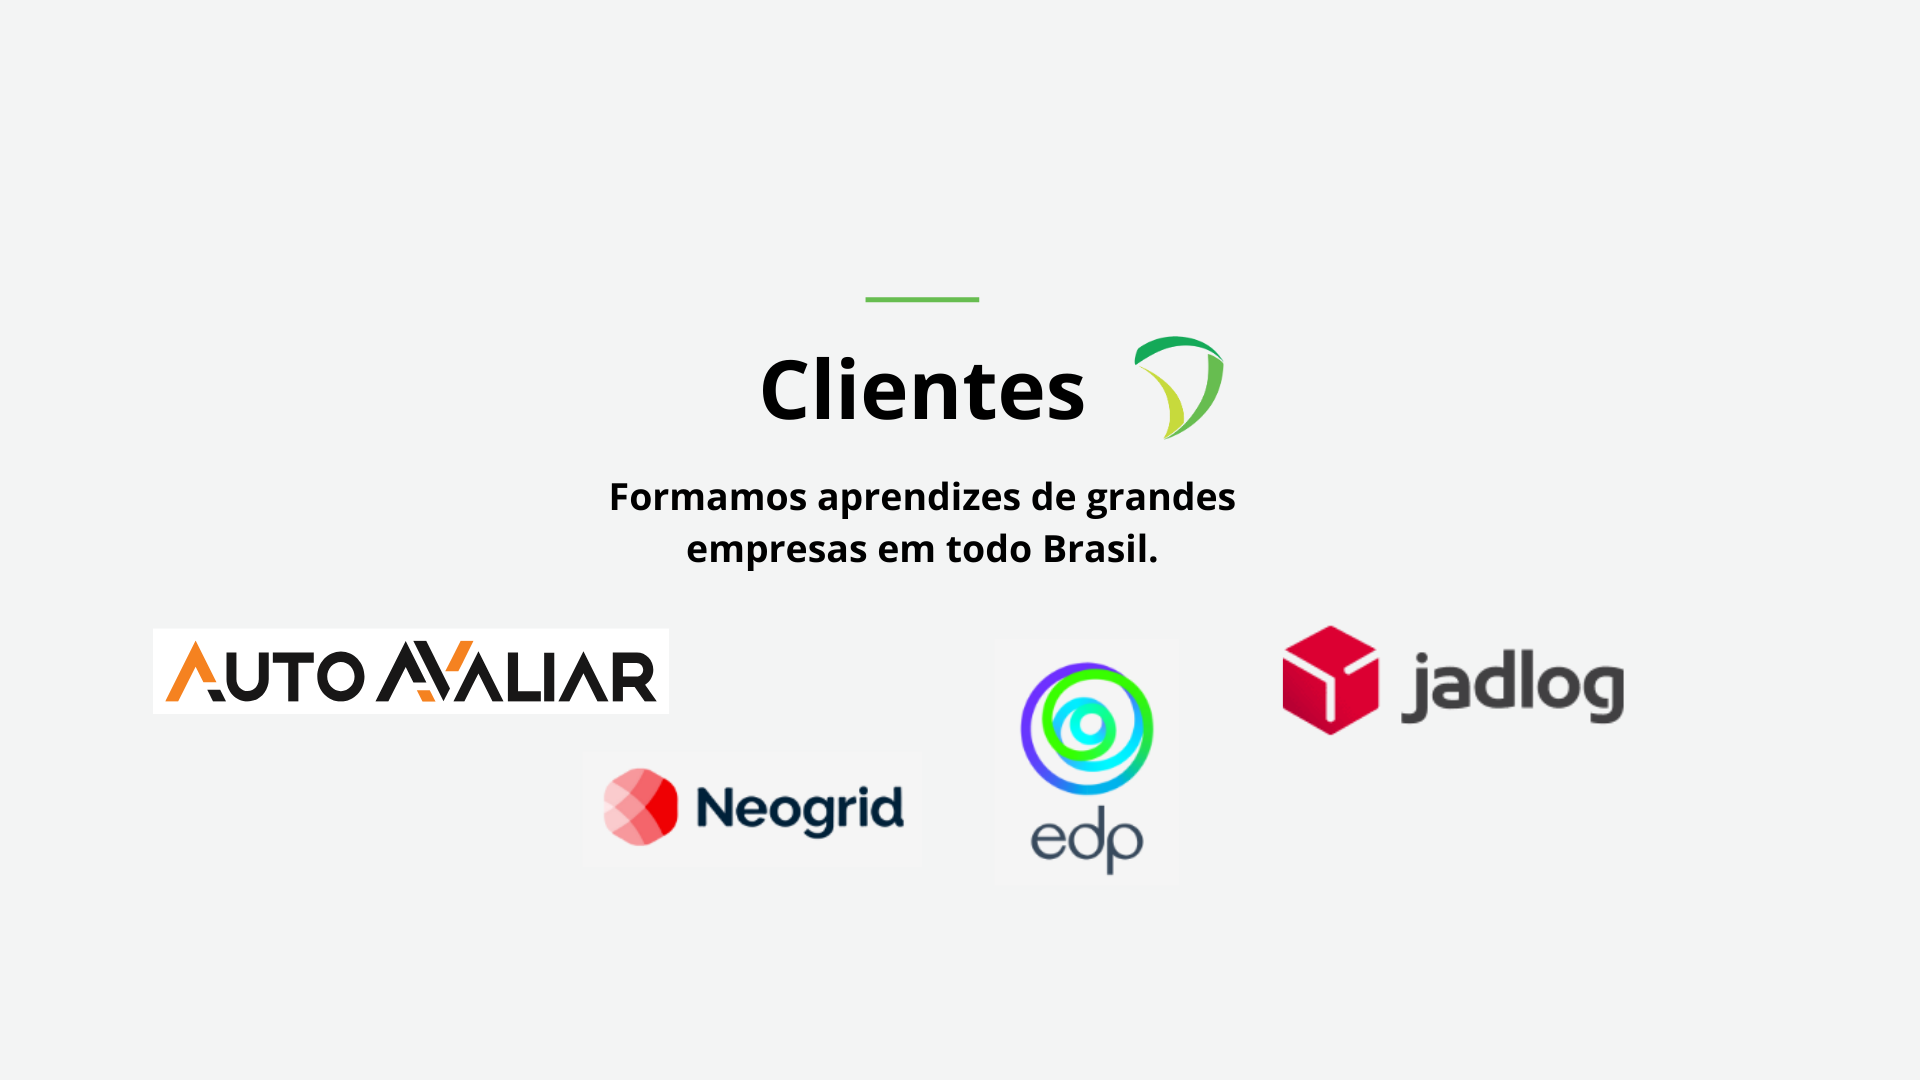 Clientes
Formamos aprendizes de grandes
empresas em todo Brasil.
AUTO AVALIAR
jadlog
Neogrid
edp